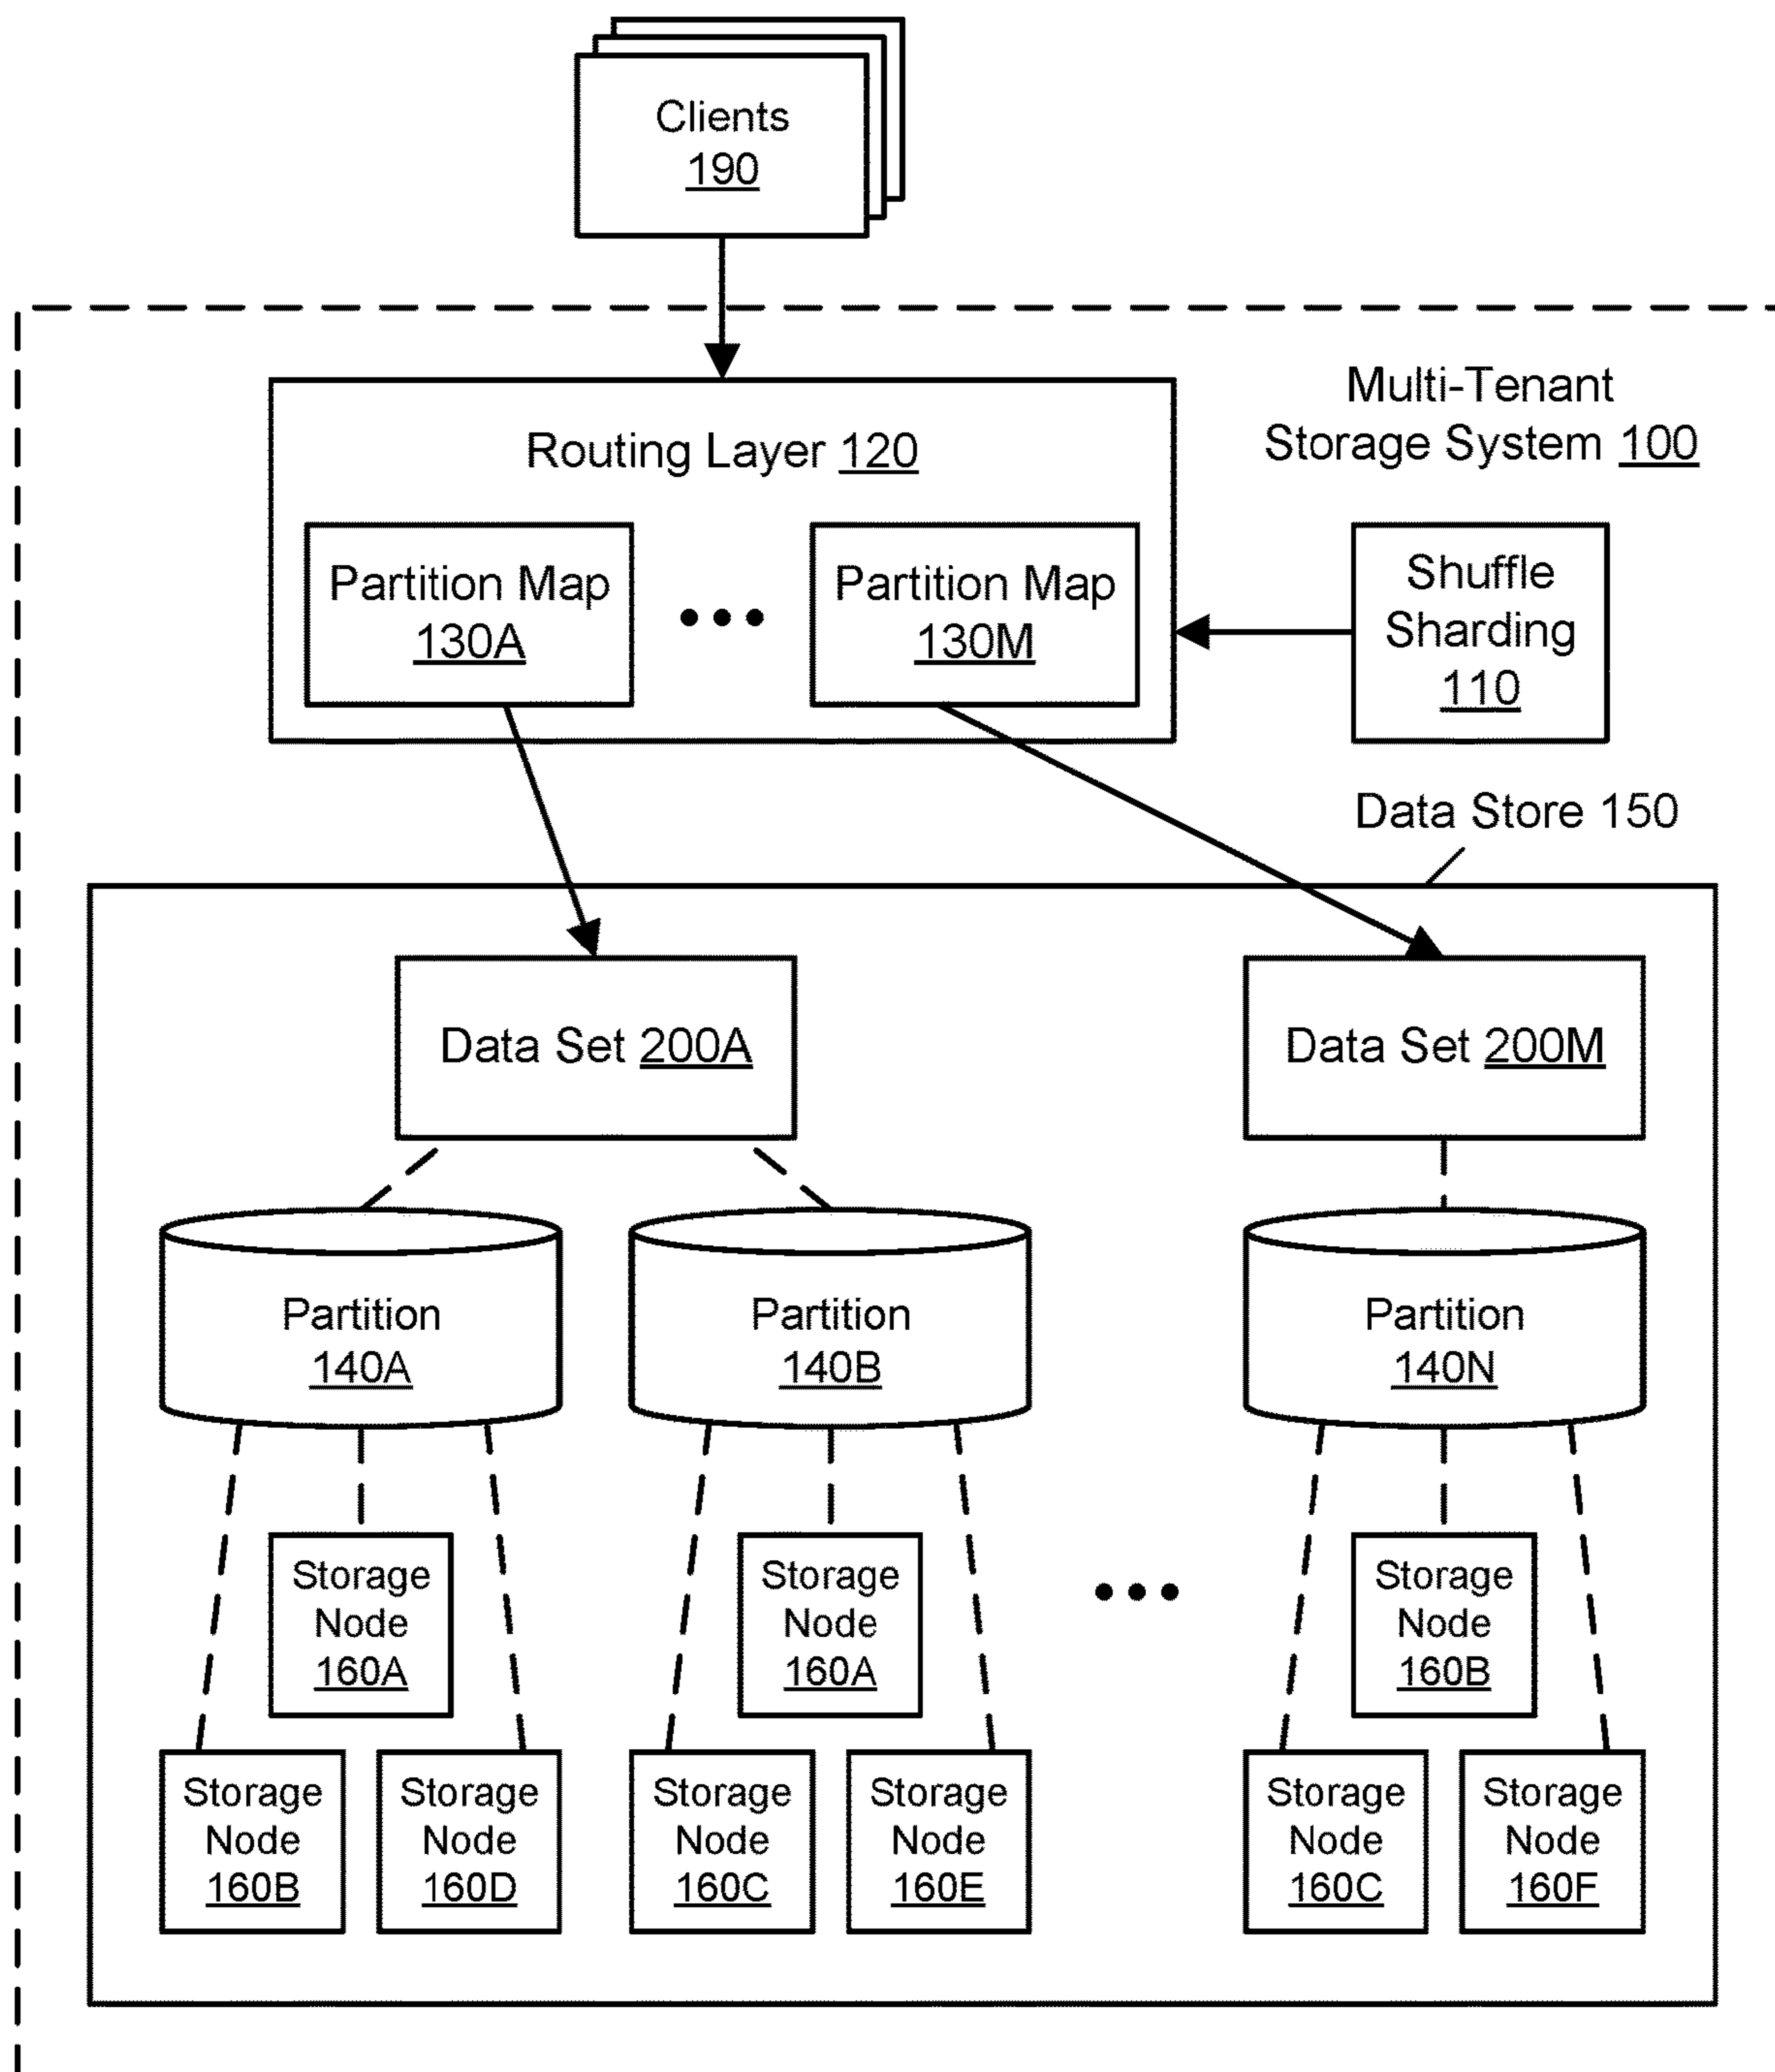 Clients
190
Multi-Tenant
Storage System 100
Routing Layer 120
Partition Map
130A
•••
Partition Map
130M
Shuffle
Sharding
110
Data Store 150
Data Set 200A
Data Set 200M
Partition
140A
Partition
140B
Partition
140N
Storage
Node
160A
Storage
Node
160A
•••
Storage
Node
160B
Storage
Node
160B
Storage
Node
160D
Storage
Node
160C
Storage
Node
160E
Storage
Node
160C
Storage
Node
160F